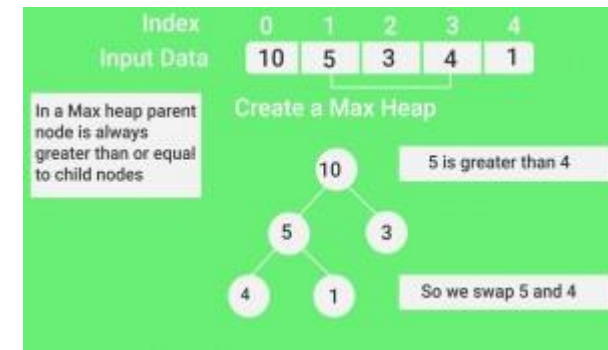 Index 0 1 2 3 4
Input Data 10 5 3 4 1
In a Max heap parent
node is always
greater than or equal
to child nodes
Create a Max Heap
10
5 is greater than 4
5 3
4 1
So we swap 5 and 4